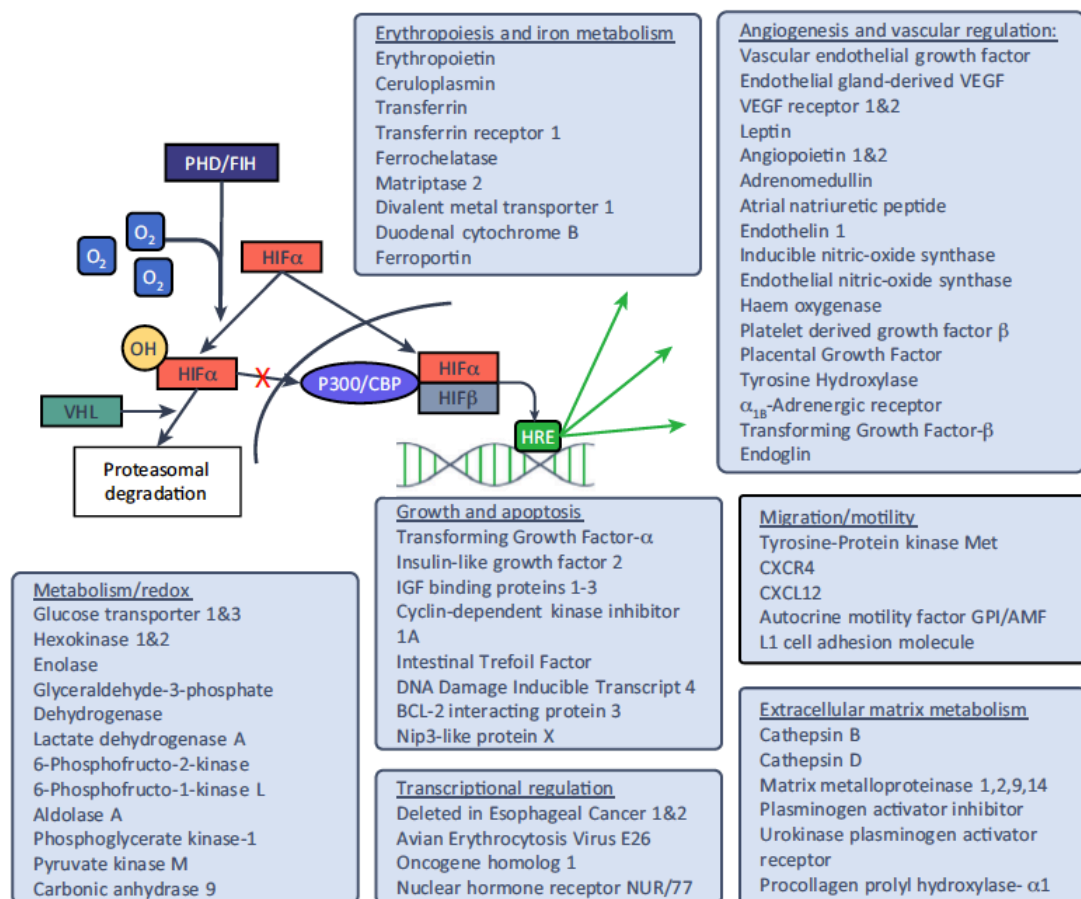 Erythropoiesis and iron metabolism
Erythropoietin
Ceruloplasmin
Transferrin
Transferrin receptor 1
Ferrochelatase
Matriptase 2
Divalent metal transporter 1
Duodenal cytochrome B
Ferroportin
Angiogenesis and vascular regulation:
Vascular endothelial growth factor
Endothelial gland-derived VEGF
VEGF receptor 1&2
Leptin
Angiopoietin 1&2
Adrenomedullin
Atrial natriuretic peptide
Endothelin 1
Inducible nitric-oxide synthase
Endothelial nitric-oxide synthase
Haem oxygenase
Platelet derived growth factor β
Placental Growth Factor
Tyrosine Hydroxylase
α1B-Adrenergic receptor
Transforming Growth Factor-β
Endoglin
PHD/FIH
O2
O2
O2
HIFα
OH
HIFα
X
P300/CBP
HIFα
HIFβ
VHL
HRE
Proteasomal
degradation
Growth and apoptosis
Transforming Growth Factor-α
Insulin-like growth factor 2
IGF binding proteins 1-3
Cyclin-dependent kinase inhibitor
1A
Intestinal Trefoil Factor
DNA Damage Inducible Transcript 4
BCL-2 interacting protein 3
Nip3-like protein X
Migration/motility
Tyrosine-Protein kinase Met
CXCR4
CXCL12
Autocrine motility factor GPI/AMF
L1 cell adhesion molecule
Metabolism/redox
Glucose transporter 1&3
Hexokinase 1&2
Enolase
Glyceraldehyde-3-phosphate
Dehydrogenase
Lactate dehydrogenase A
6-Phosphofructo-2-kinase
6-Phosphofructo-1-kinase L
Aldolase A
Phosphoglycerate kinase-1
Pyruvate kinase M
Carbonic anhydrase 9
Transcriptional regulation
Deleted in Esophageal Cancer 1&2
Avian Erythrocytosis Virus E26
Oncogene homolog 1
Nuclear hormone receptor NUR/77
Extracellular matrix metabolism
Cathepsin B
Cathepsin D
Matrix metalloproteinase 1,2,9,14
Plasminogen activator inhibitor
Urokinase plasminogen activator
receptor
Procollagen prolyl hydroxylase- α1